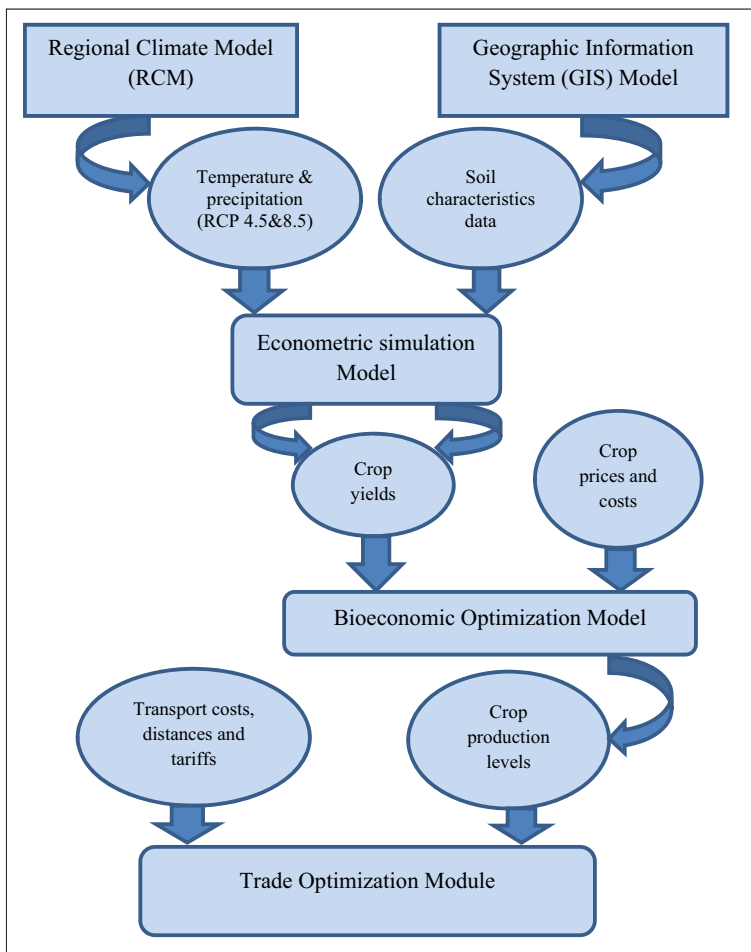 Regional Climate Model
(RCM)
Geographic Information
System (GIS) Model
Temperature &
precipitation
(RCP 4.5&8.5)
Soil
characteristics
data
Econometric simulation
Model
Crop
yields
Crop
prices and
costs
Bioeconomic Optimization Model
Transport costs,
distances and
tariffs
Crop
production
levels
Trade Optimization Module